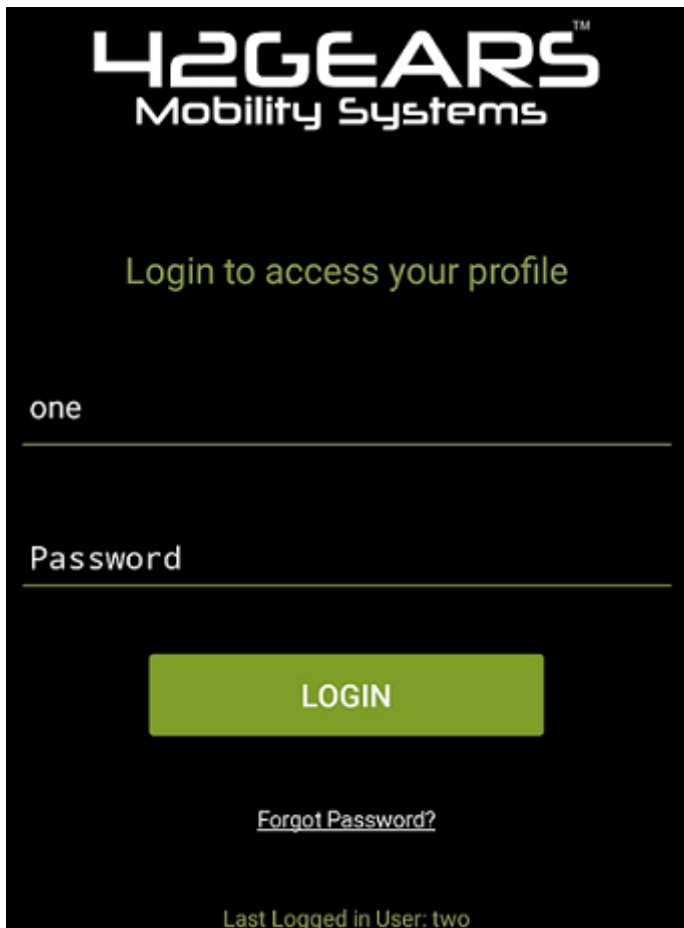 42GEARS™
Mobility Systems
Login to access your profile
one
Password
LOGIN
Forgot Password?
Last Logged in User: two